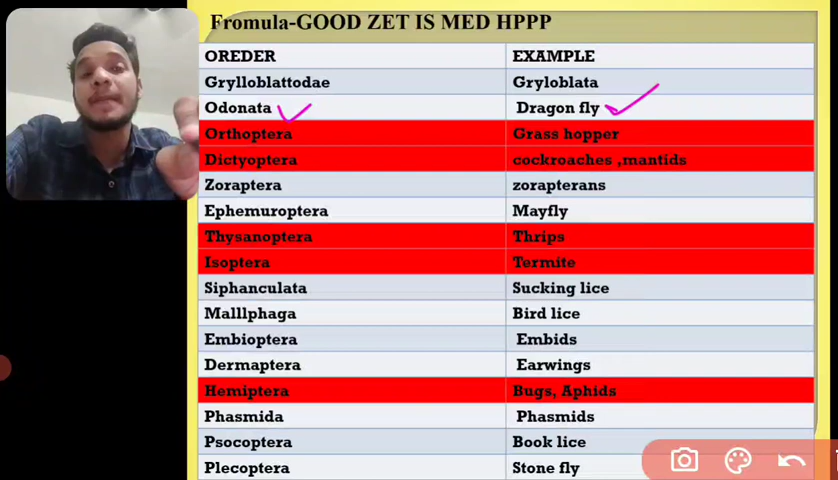 Fromula-GOOD ZET IS MED HPPP
OREDER EXAMPLE
Grylloblattodae Gryloblata
Odonata Dragon fly
Orthoptera Grass hopper
Dictyoptera cockroaches ,mantids
Zoraptera zorapterans
Ephemuroptera Mayfly
Thysanoptera Thrips
Isoptera Termite
Siphanculata Sucking lice
Malllphaga Bird lice
Embioptera Embids
Dermaptera Earwings
Hemiptera Bugs, Aphids
Phasmida Phasmids
Psocoptera Book lice
Plecoptera Stone fly